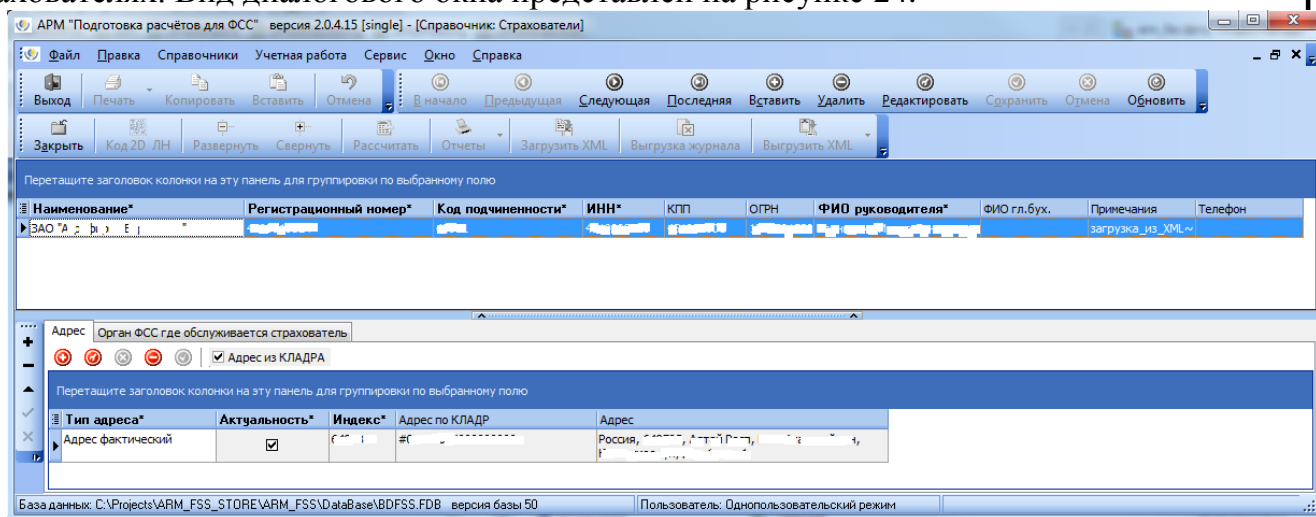 нователях. Вид диалогового окна представлен на рисунке 24.
АРМ "Подготовка расчётов для ФСС" версия 2.0.4.15 [single] - [Справочник: Страхователи]
Файл Правка Справочники Учетная работа Сервис Окно Справка
Выход Печать Копировать Вставить Отмена В начало Предыдущая Следующая Последняя Вставить Удалить Редактировать Сохранить Отмена Обновить
Закрыть Код 2D ЛН Развернуть Свернуть Рассчитать Отчеты Загрузить XML Выгрузка журнала Выгрузить XML
Перетащите заголовок колонки на эту панель для группировки по выбранному полю
Наименование* Регистрационный номер* Код подчиненности* ИНН* КПП ОГРН ФИО руководителя* ФИО гл.бух. Примечания Телефон
ЗАО загрузка_из_XML~
Адрес Орган ФСС где обслуживается страхователь
Адрес из КЛАДРА
Перетащите заголовок колонки на эту панель для группировки по выбранному полю
Тип адреса* Актуальность* Индекс* Адрес по КЛАДР Адрес
Адрес фактический Россия,
База данных: C:\Projects\ARM_FSS_STORE\ARM_FSS\DataBase\BDFSS.FDB версия базы 50 Пользователь: Однопользовательский режим